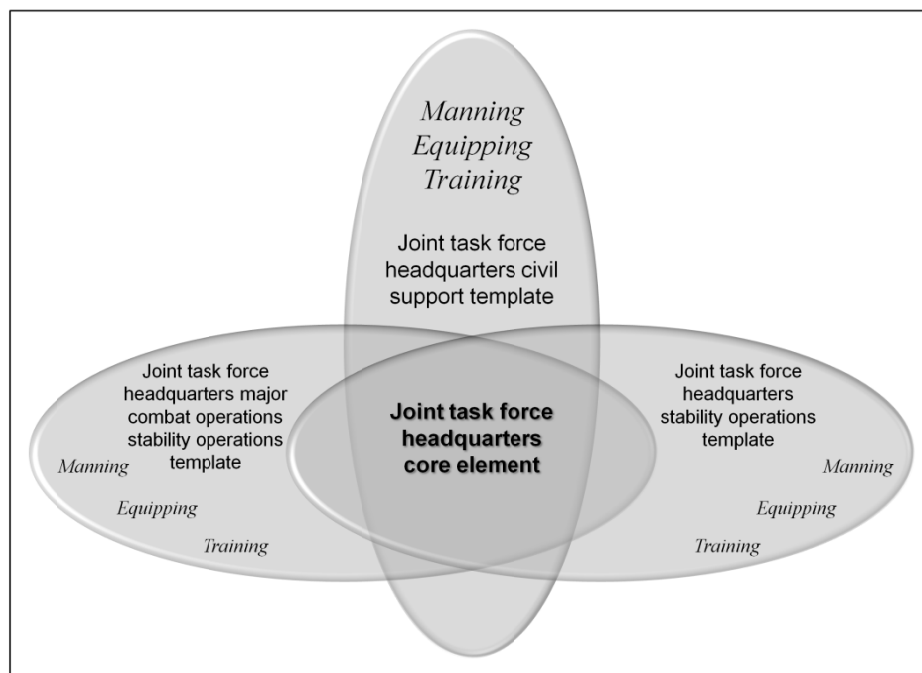 Manning
Equipping
Training
Joint task force
headquarters civil
support template
Joint task force
headquarters major
combat operations
stability operations
template
Manning
Equipping
Training
Joint task force
headquarters
core element
Joint task force
headquarters
stability operations
template
Manning
Equipping
Training